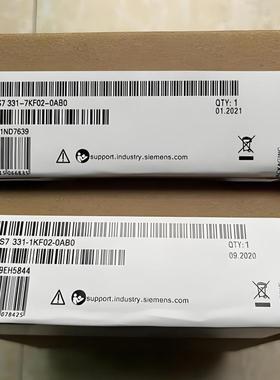 S7 331-7KF02-0AB0
QTY: 1
01.2021
1ND7639
support.industry.siemens.com
S7 331-1KF02-0AB0
QTY:1
09.2020
9EH5844
support.industry.siemens.com
078425